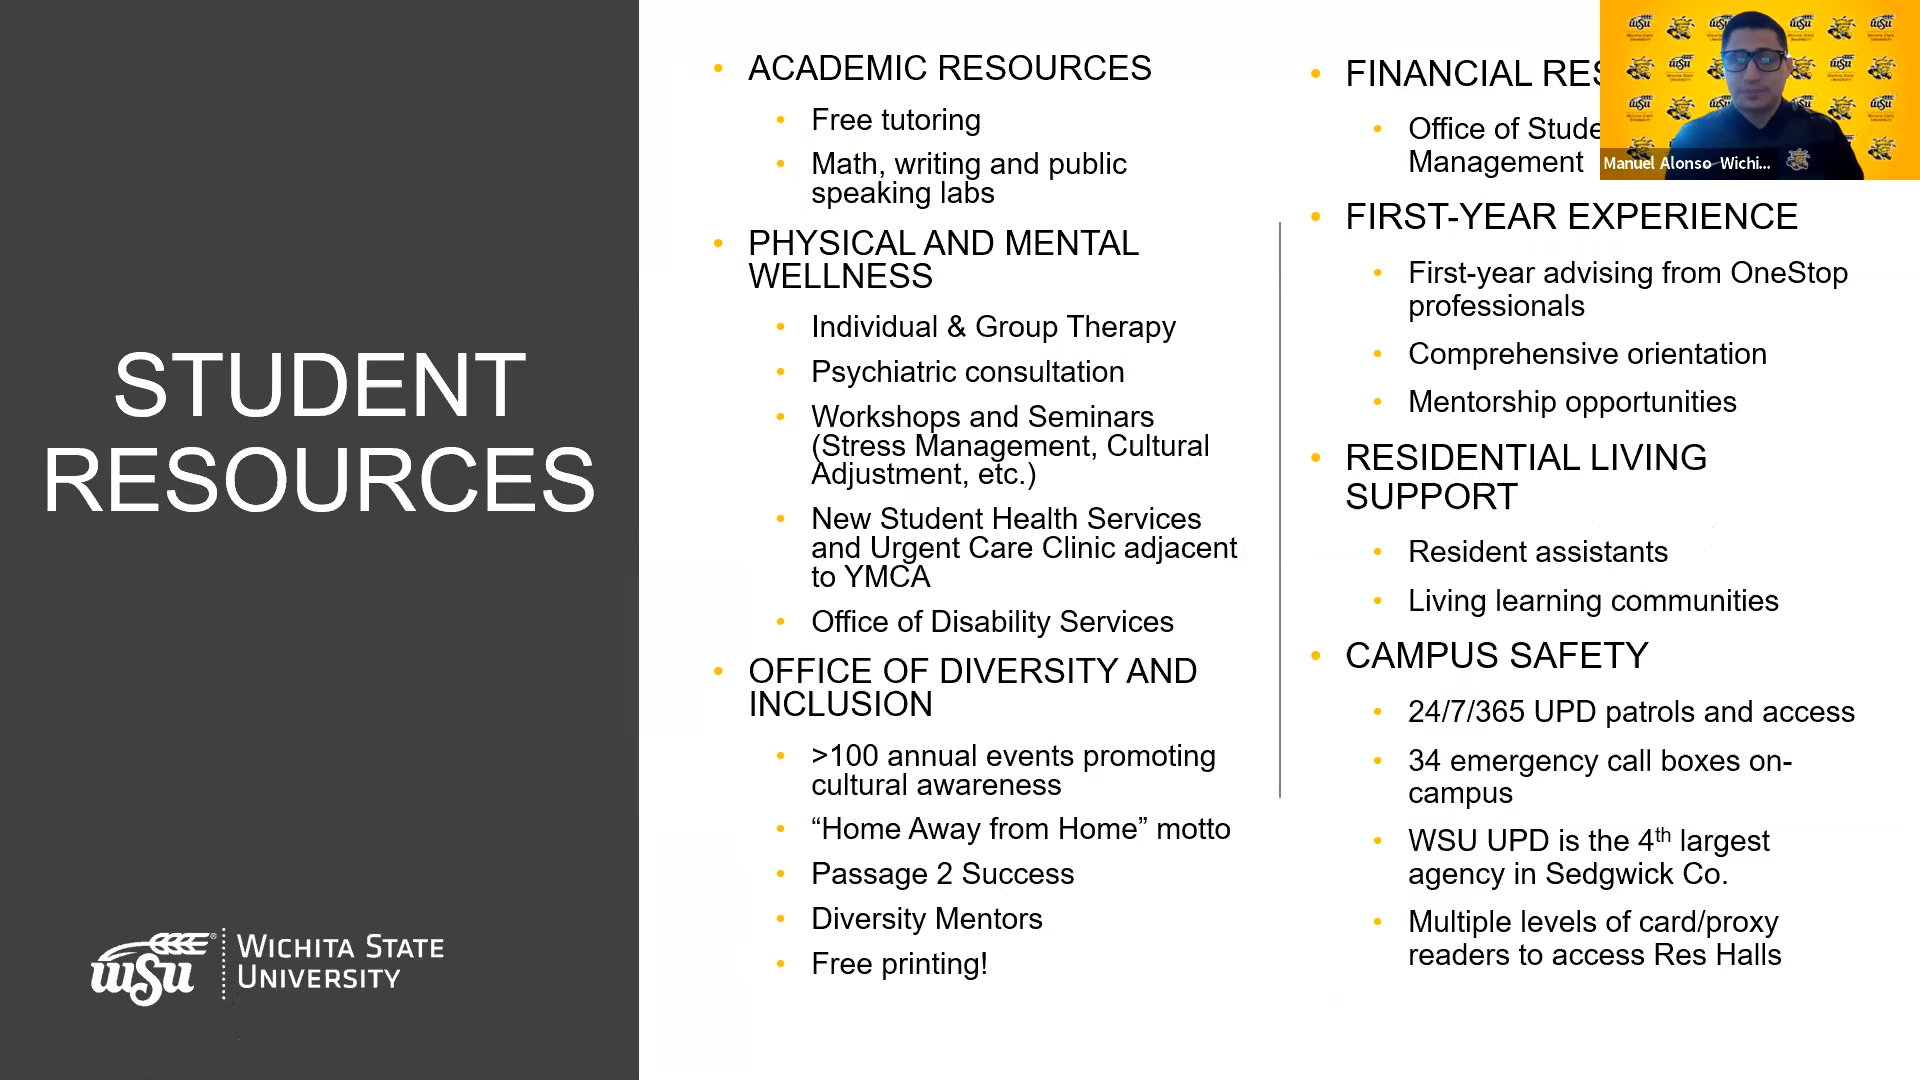 STUDENT
RESOURCES
wsu
WICHITA STATE
UNIVERSITY
• ACADEMIC RESOURCES
• Free tutoring
• Math, writing and public
speaking labs
• PHYSICAL AND MENTAL
WELLNESS
• Individual & Group Therapy
• Psychiatric consultation
• Workshops and Seminars
(Stress Management, Cultural
Adjustment, etc.)
• New Student Health Services
and Urgent Care Clinic adjacent
to YMCA
• Office of Disability Services
• OFFICE OF DIVERSITY AND
INCLUSION
• >100 annual events promoting
cultural awareness
• “Home Away from Home” motto
• Passage 2 Success
• Diversity Mentors
• Free printing!
• FINANCIAL RES
• Office of Stude
Management
• FIRST-YEAR EXPERIENCE
• First-year advising from OneStop
professionals
• Comprehensive orientation
• Mentorship opportunities
• RESIDENTIAL LIVING
SUPPORT
• Resident assistants
• Living learning communities
• CAMPUS SAFETY
• 24/7/365 UPD patrols and access
• 34 emergency call boxes on-
campus
• WSU UPD is the 4th largest
agency in Sedgwick Co.
• Multiple levels of card/proxy
readers to access Res Halls
Manuel Alonso Wichi...